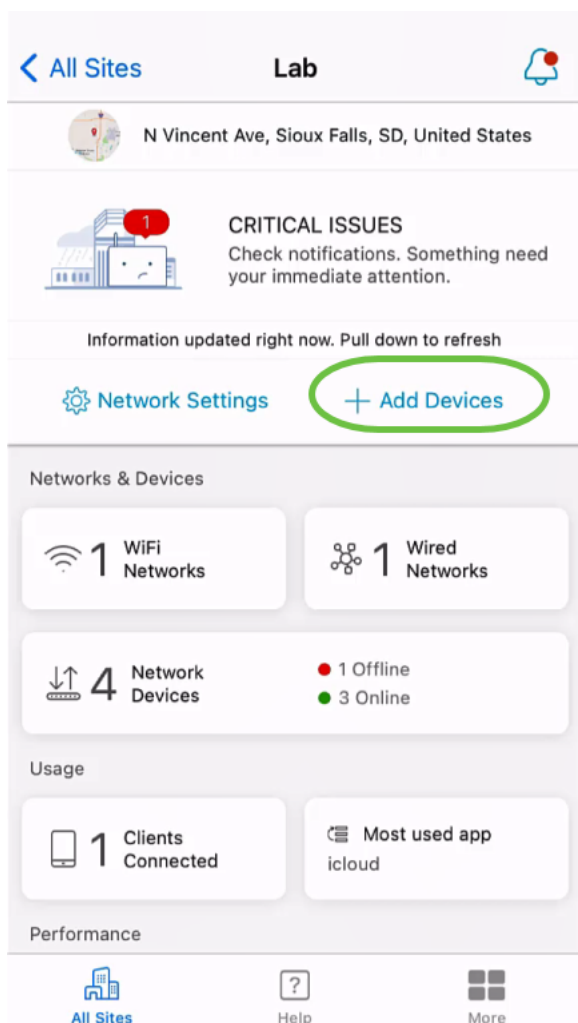 All Sites
Lab
N Vincent Ave, Sioux Falls, SD, United States
1
CRITICAL ISSUES
Check notifications. Something need
your immediate attention.
Information updated right now. Pull down to refresh
Network Settings
+ Add Devices
Networks & Devices
1 WiFi
Networks
1 Wired
Networks
4 Network
Devices
1 Offline
3 Online
Usage
1 Clients
Connected
Most used app
icloud
Performance
All Sites
?
Help
More